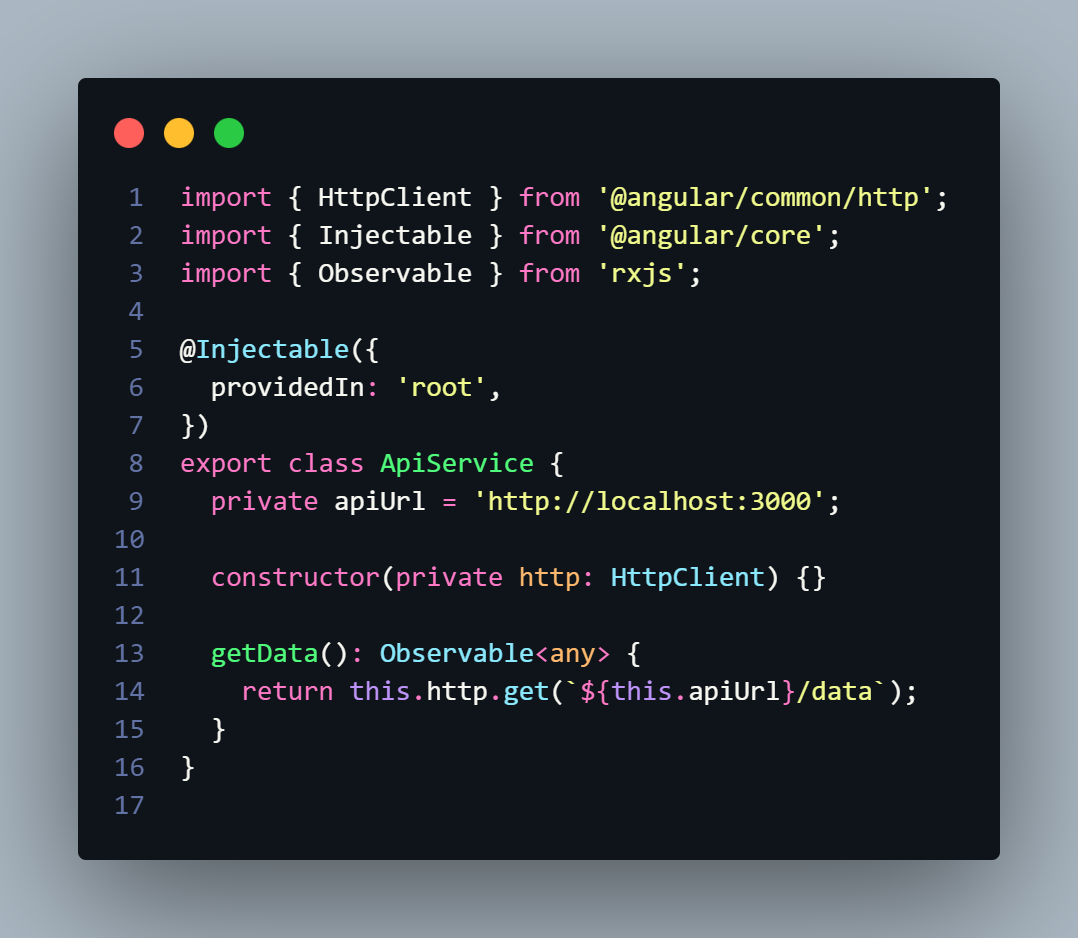 1 import { HttpClient } from '@angular/common/http';
2 import { Injectable } from '@angular/core';
3 import { Observable } from 'rxjs';
4
5 @Injectable({
6   providedIn: 'root',
7 })
8 export class ApiService {
9   private apiUrl = 'http://localhost:3000';
10
11   constructor(private http: HttpClient) {}
12
13   getData(): Observable<any> {
14     return this.http.get(`${this.apiUrl}/data`);
15   }
16 }
17